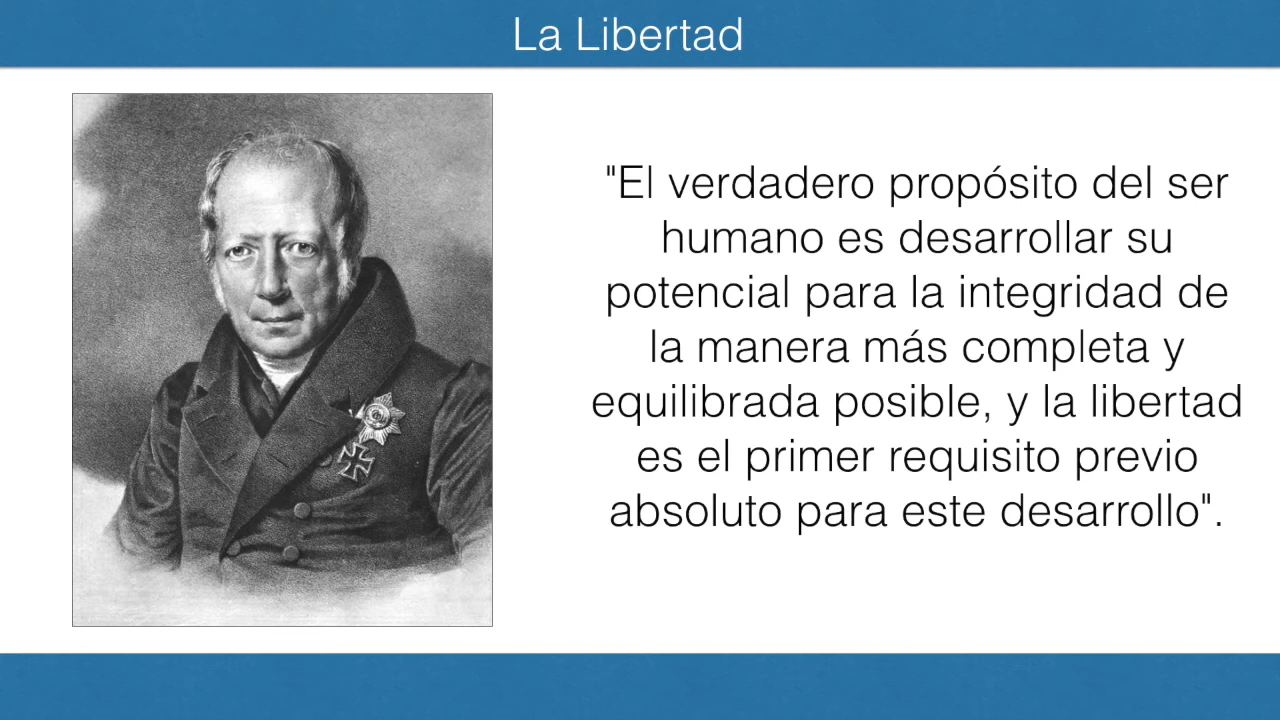 La Libertad
"El verdadero propósito del ser
humano es desarrollar su
potencial para la integridad de
la manera más completa y
equilibrada posible, y la libertad
es el primer requisito previo
absoluto para este desarrollo".